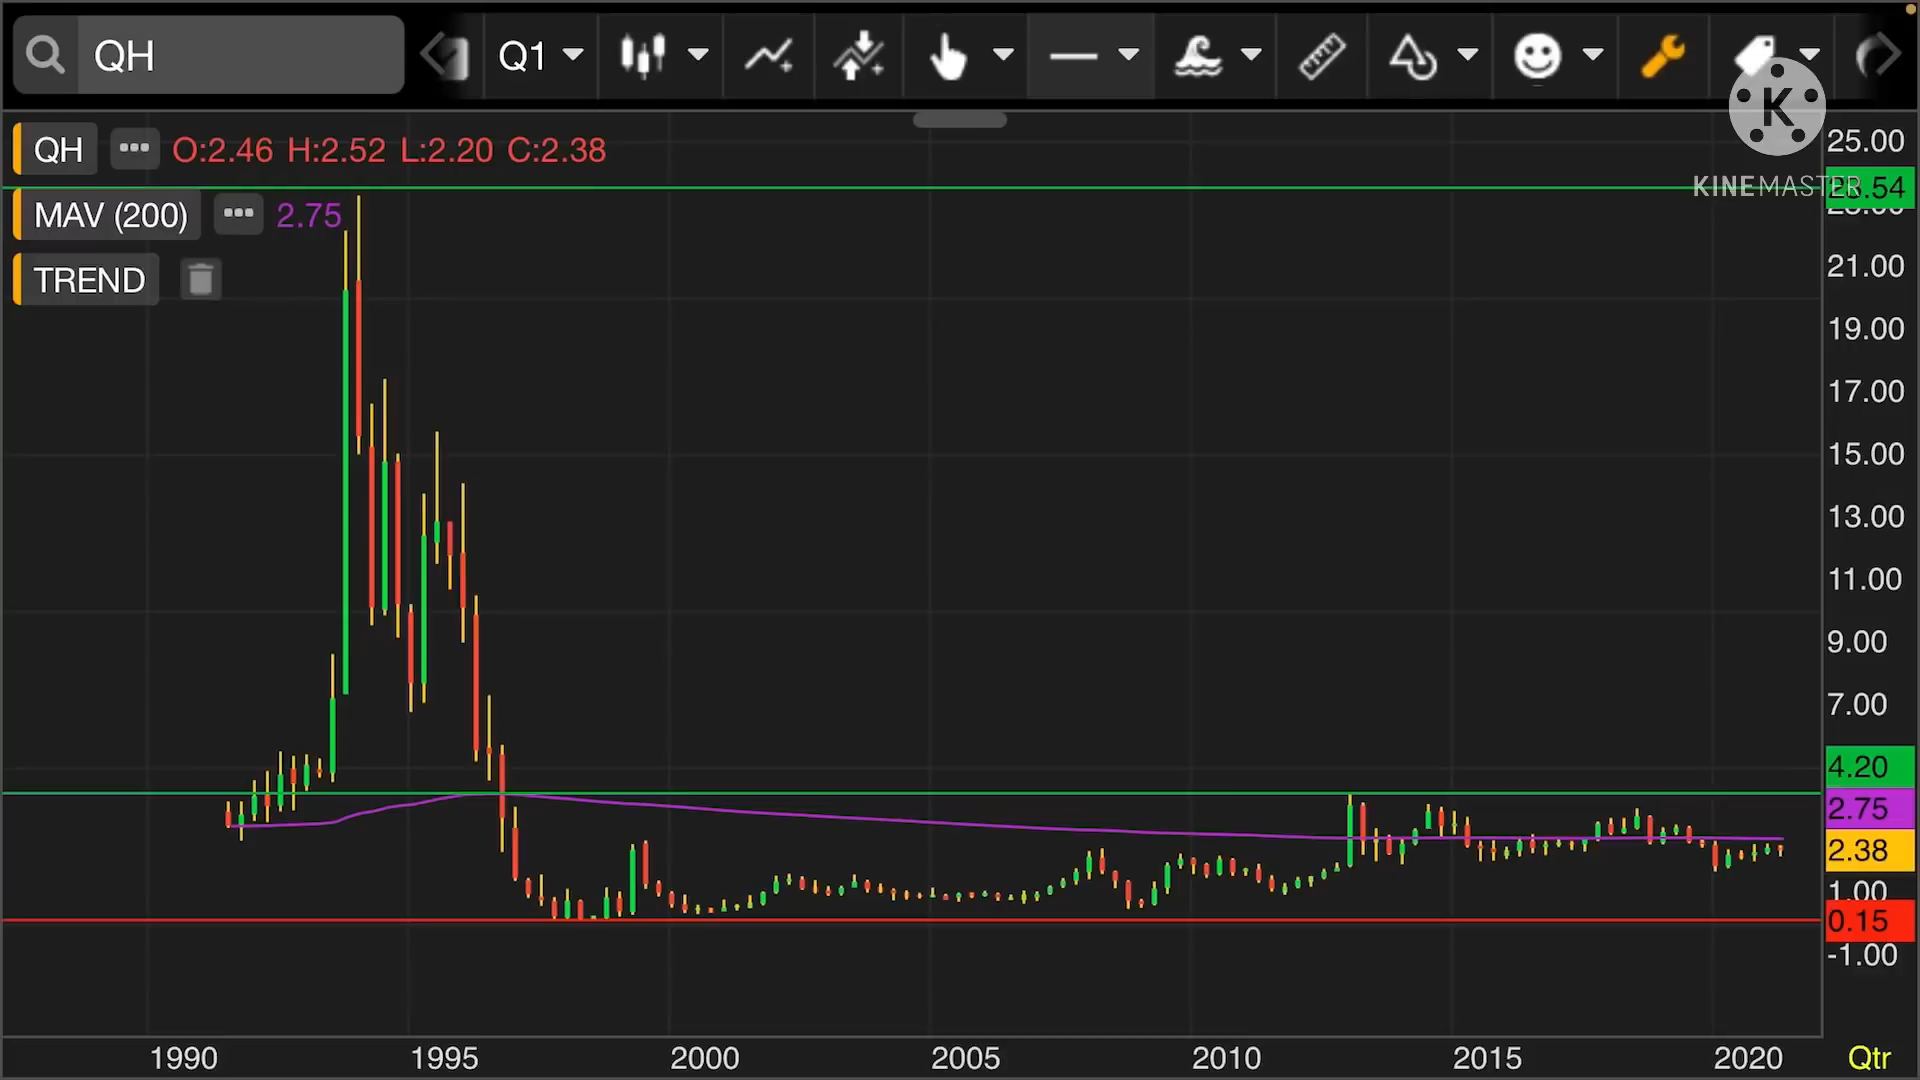 QH
Q1
QH O:2.46 H:2.52 L:2.20 C:2.38
MAV (200) 2.75
TREND
K
KINEMASTER
25.00
21.00
19.00
17.00
15.00
13.00
11.00
9.00
7.00
4.20
2.75
2.38
1.00
0.15
-1.00
1990 1995 2000 2005 2010 2015 2020 Qtr